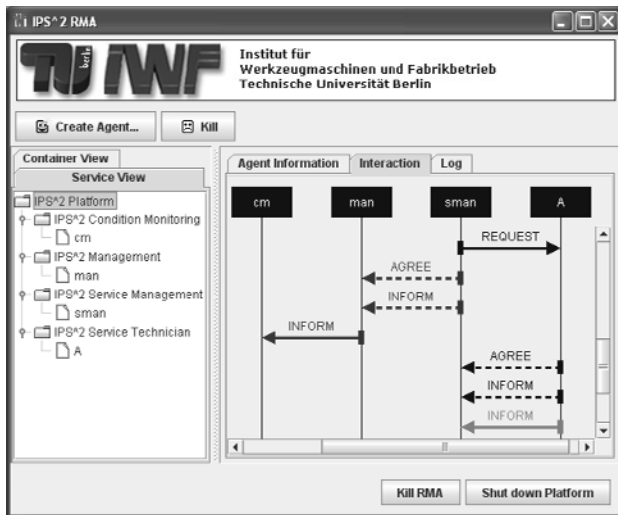 IPS^2 RMA
TU berlin IWF
Institut für
Werkzeugmaschinen und Fabrikbetrieb
Technische Universität Berlin
Create Agent... Kill
Container View
Service View
IPS^2 Platform
IPS^2 Condition Monitoring
cm
IPS^2 Management
man
IPS^2 Service Management
sman
IPS^2 Service Technician
A
Agent Information Interaction Log
cm man sman A
REQUEST
AGREE
INFORM
INFORM
AGREE
INFORM
INFORM
Kill RMA Shut down Platform